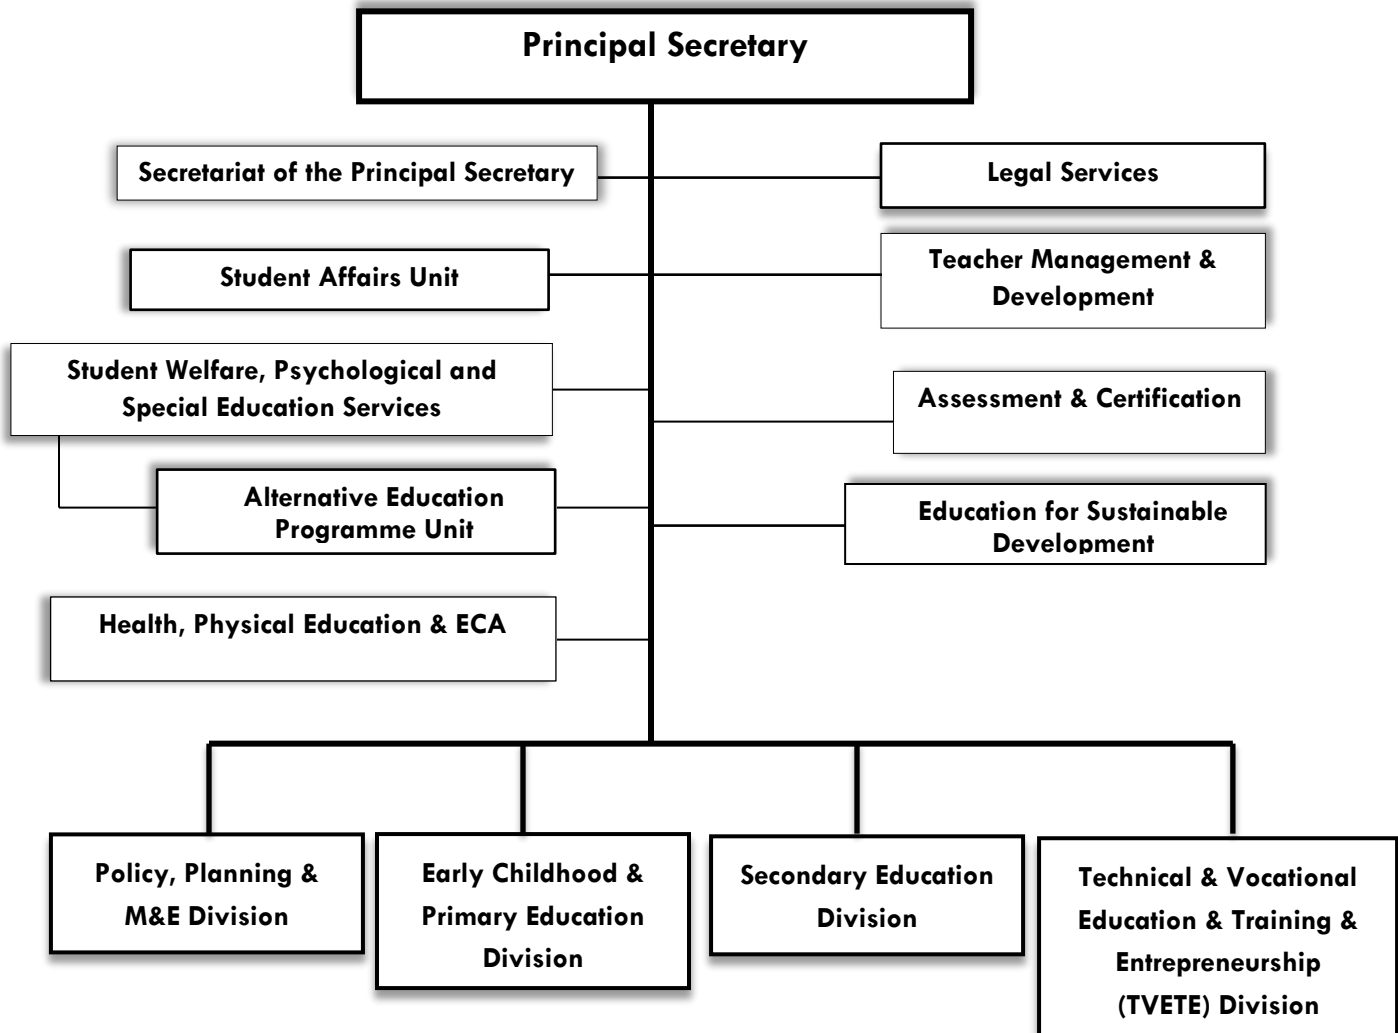 Principal Secretary
Secretariat of the Principal Secretary
Legal Services
Student Affairs Unit
Teacher Management &
Development
Student Welfare, Psychological and
Special Education Services
Assessment & Certification
Alternative Education
Programme Unit
Education for Sustainable
Development
Health, Physical Education & ECA
Policy, Planning &
M&E Division
Early Childhood &
Primary Education
Division
Secondary Education
Division
Technical & Vocational
Education & Training &
Entrepreneurship
(TVETE) Division